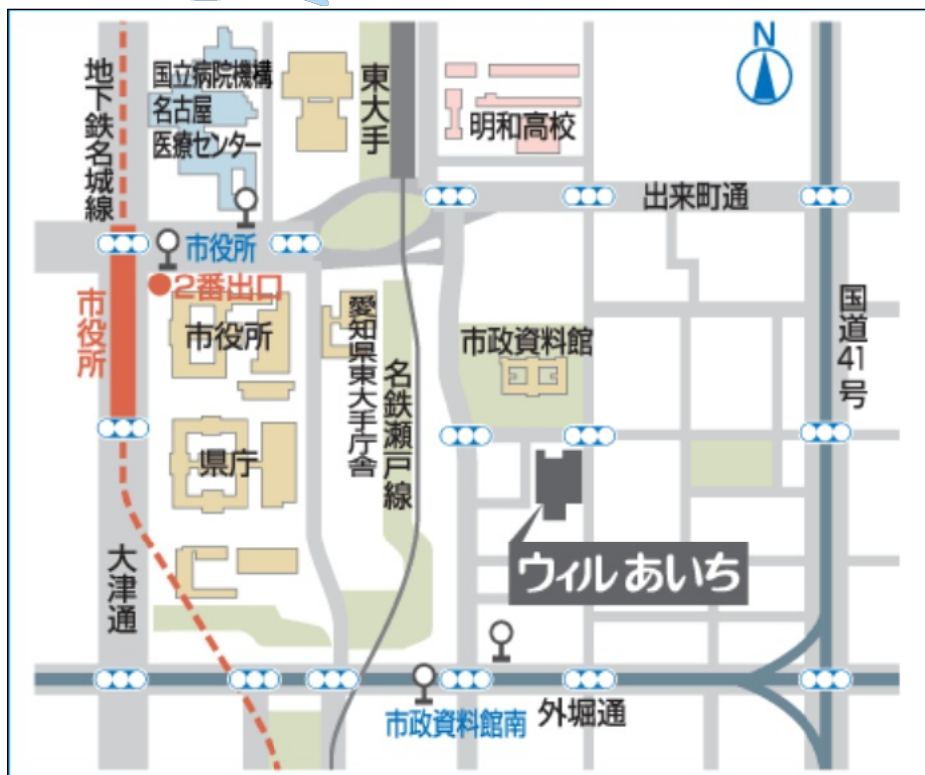 N
地下鉄名城線
国立病院機構
名古屋
医療センター
東大手
明和高校
出来町通
市役所
2番出口
市役所
市役所
愛知県東大手庁舎
名鉄瀬戸線
市政資料館
国道41号
県庁
ウィルあいち
大津通
市政資料館南
外堀通